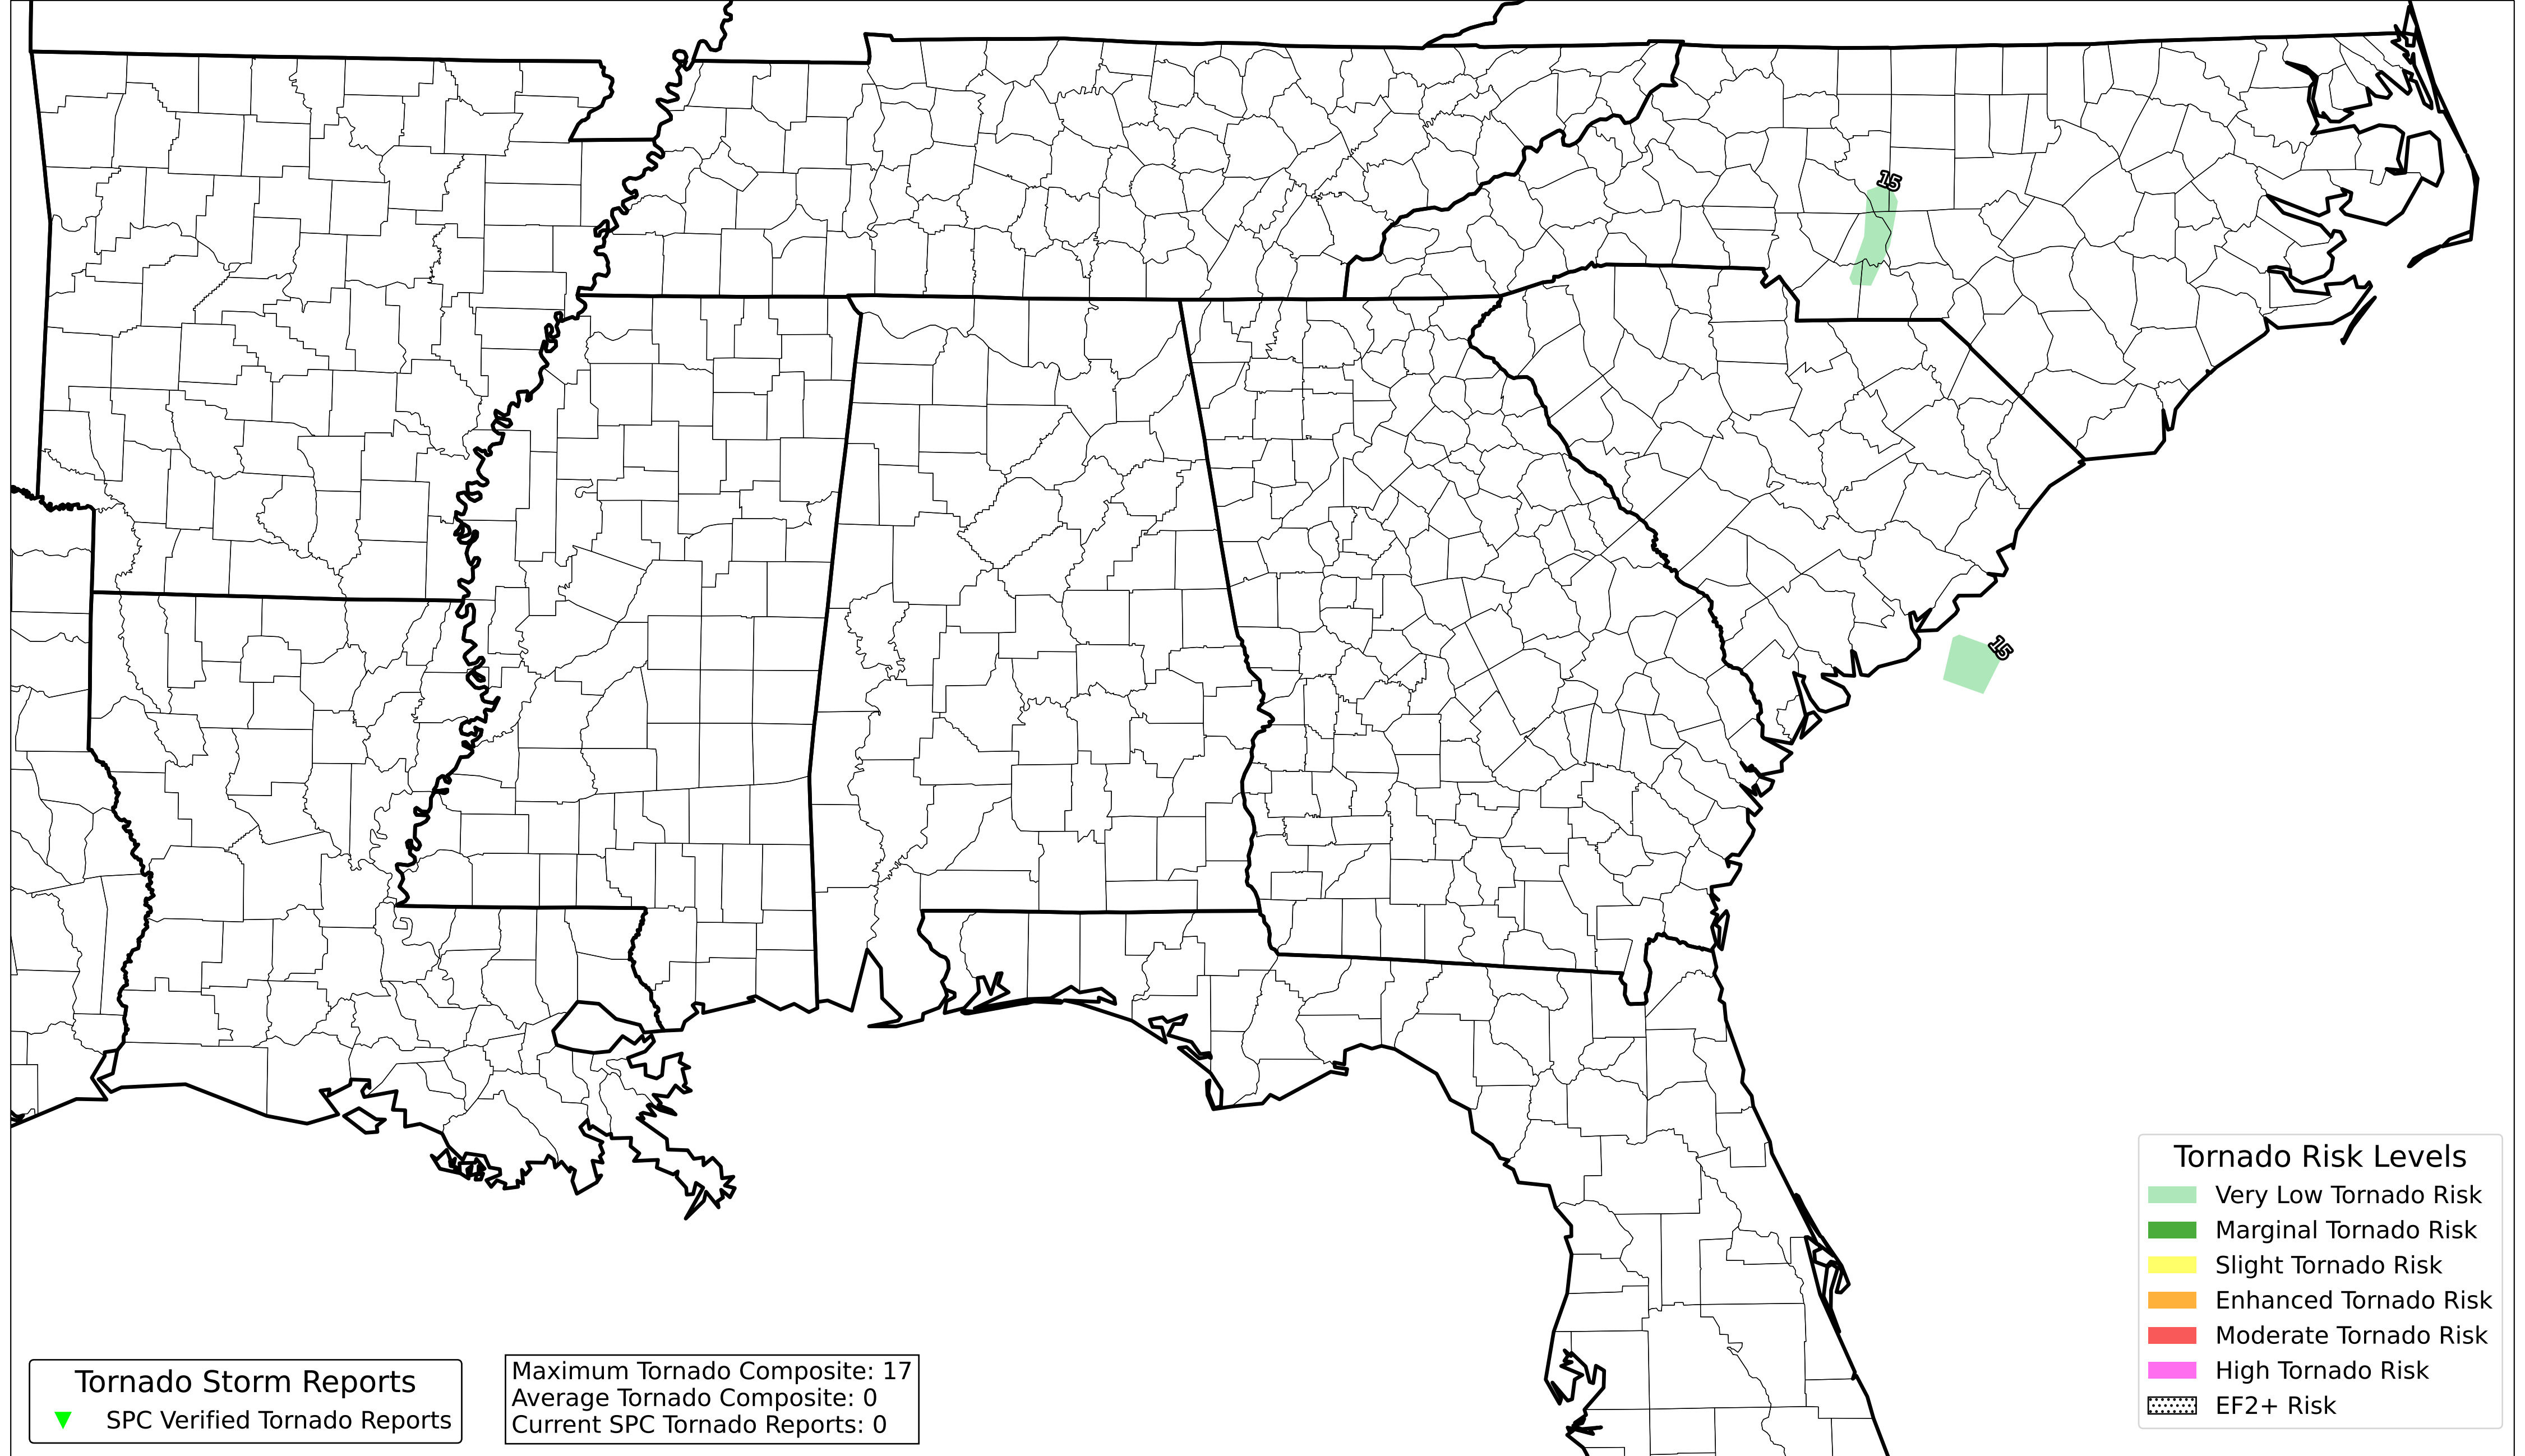 15
15
Tornado Risk Levels
Very Low Tornado Risk
Marginal Tornado Risk
Slight Tornado Risk
Enhanced Tornado Risk
Moderate Tornado Risk
High Tornado Risk
EF2+ Risk
Tornado Storm Reports
SPC Verified Tornado Reports
Maximum Tornado Composite: 17
Average Tornado Composite: 0
Current SPC Tornado Reports: 0